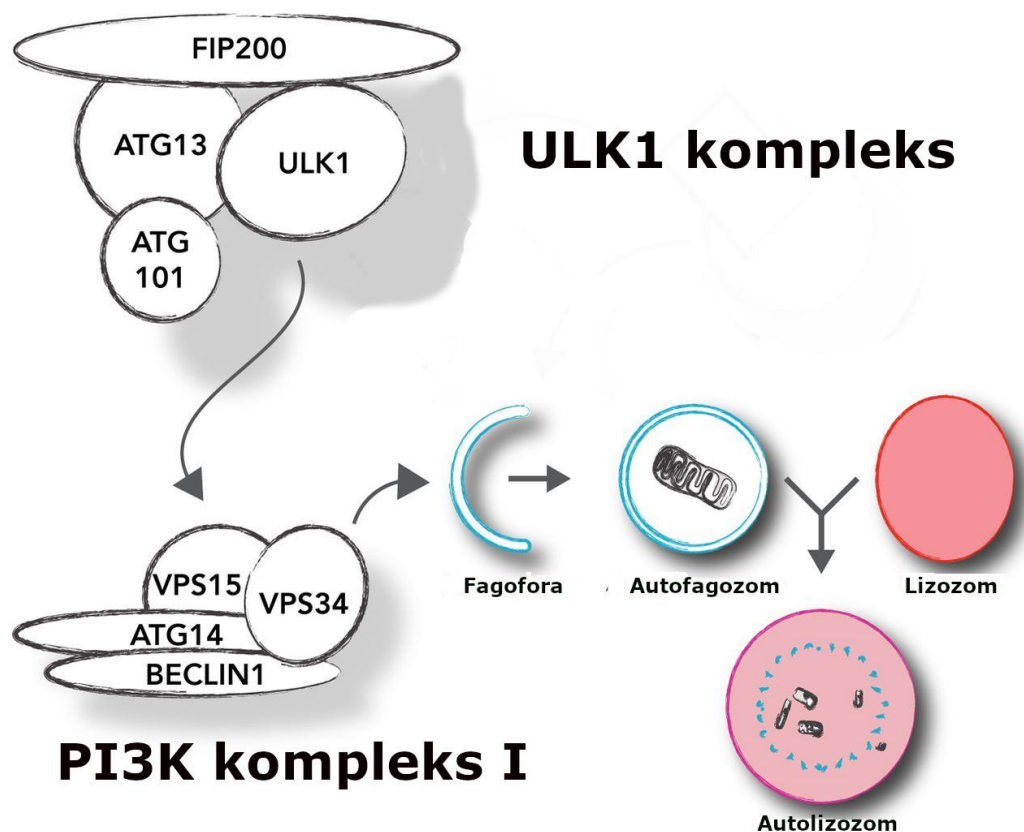 FIP200
ATG13
ULK1
ULK1 kompleks
ATG
101
VPS15
VPS34
ATG14
BECLIN1
PI3K kompleks I
Fagofora
Autofagozom
Lizozom
Autolizozom